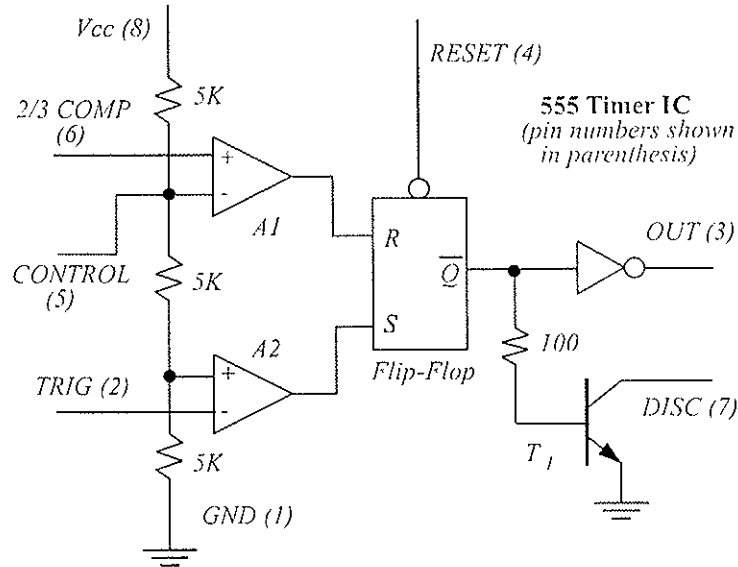 Vcc (8)
RESET (4)
5K
2/3 COMP
(6)
555 Timer IC
(pin numbers shown
in parenthesis)
+
-
A1
R
OUT (3)
CONTROL
(5)
5K
Q
S
A2
100
Flip-Flop
+
TRIG (2)
-
DISC (7)
5K
T1
GND (1)